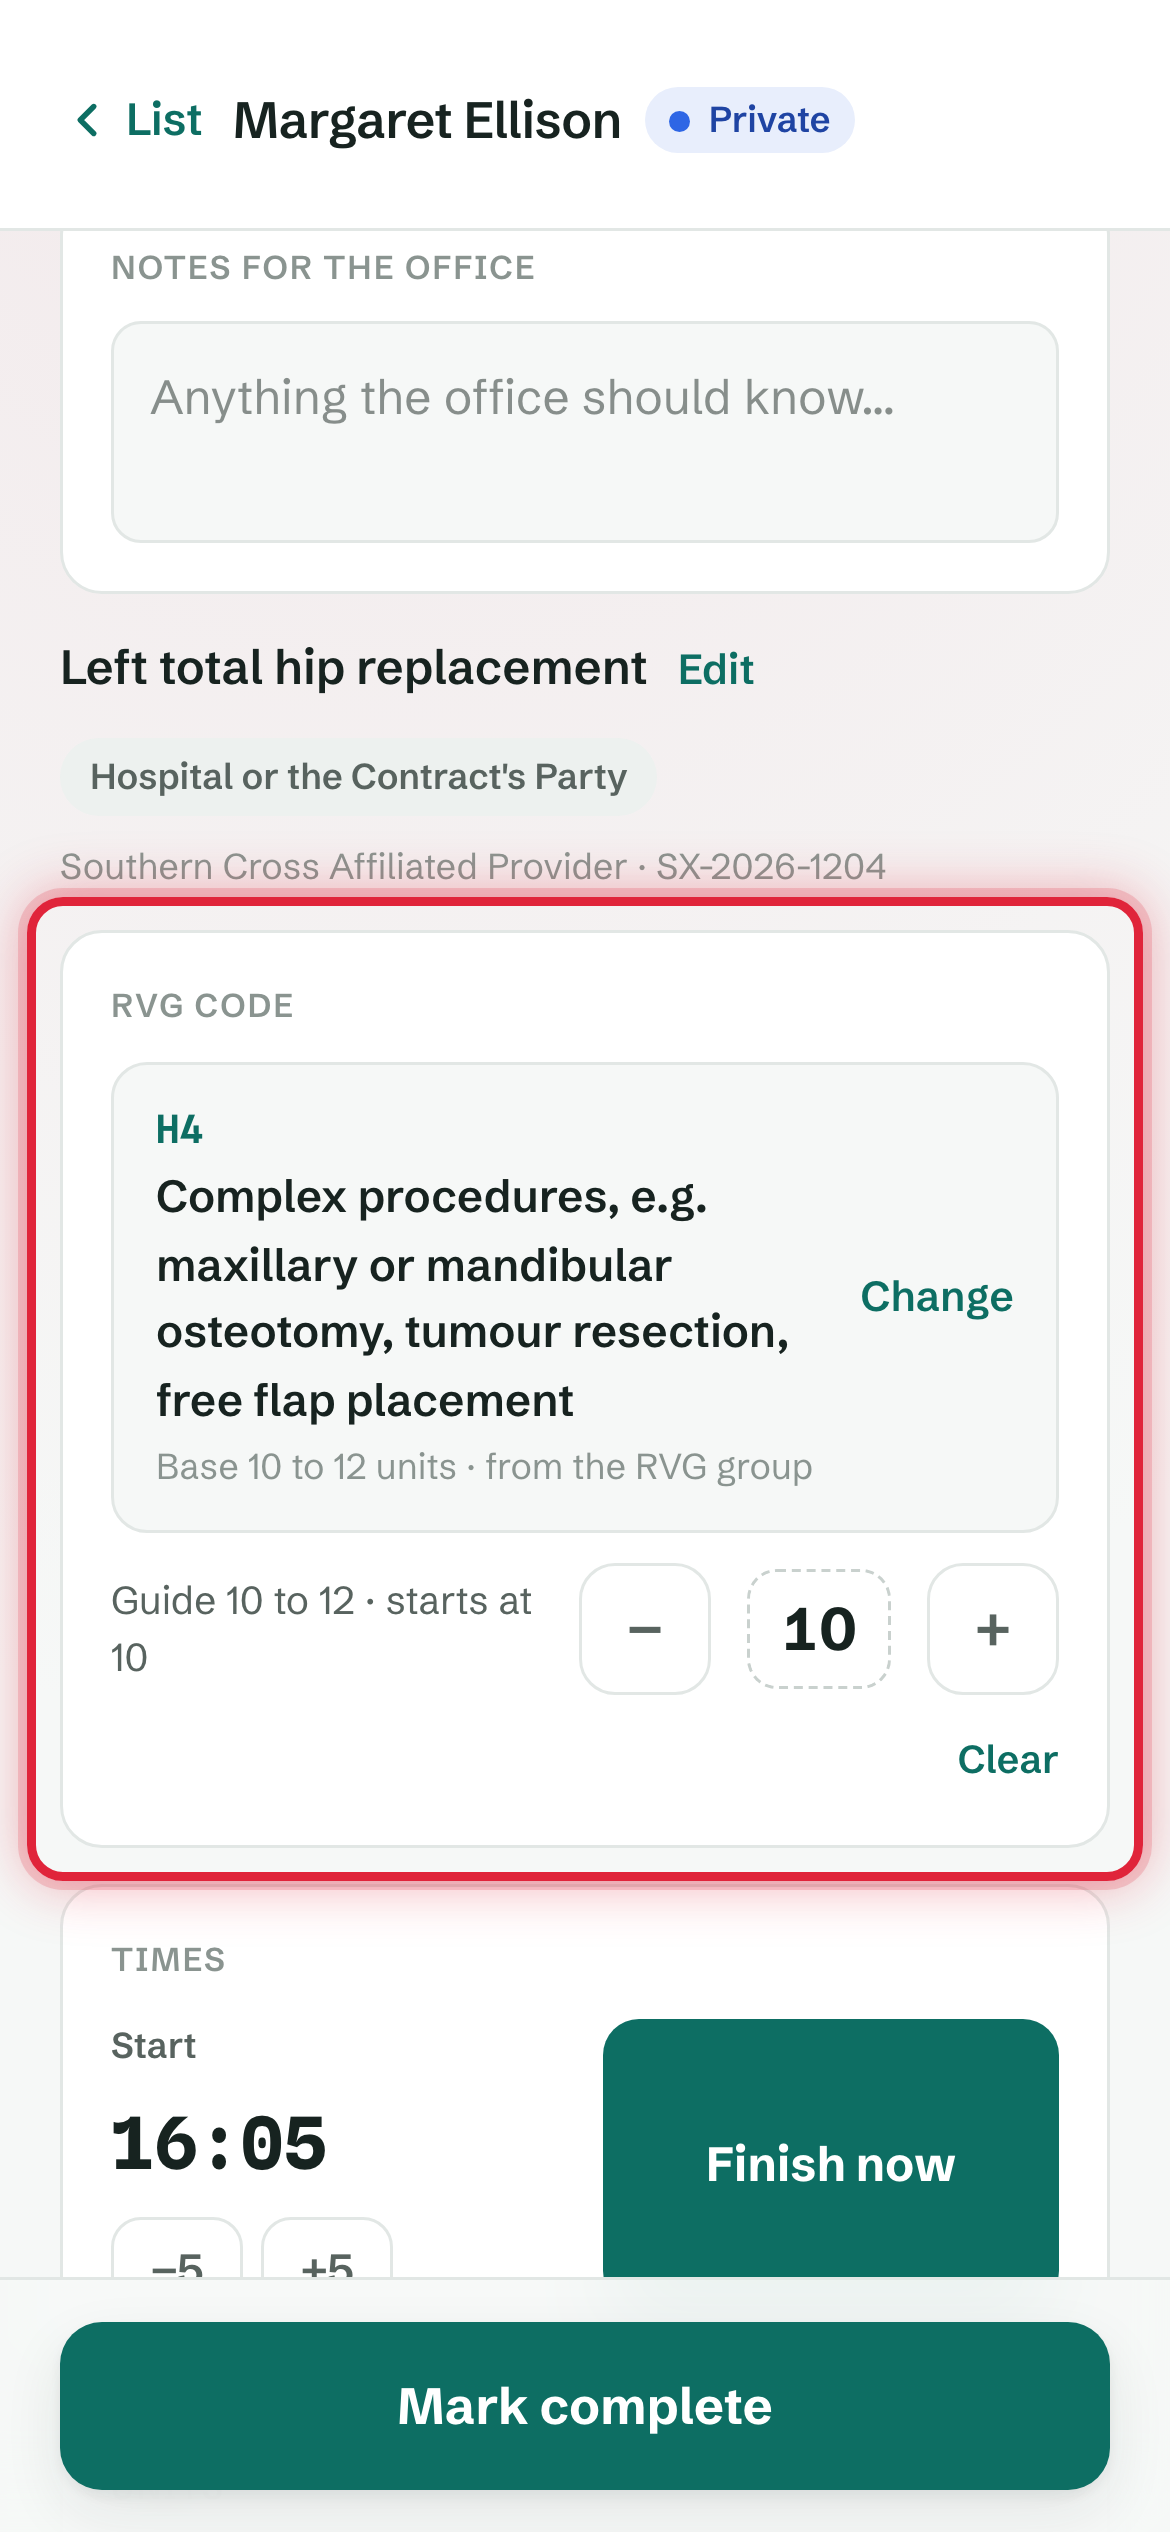 List Margaret Ellison Private
NOTES FOR THE OFFICE
Anything the office should know...
Left total hip replacement Edit
Hospital or the Contract's Party
Southern Cross Affiliated Provider · SX-2026-1204
RVG CODE
H4
Complex procedures, e.g.
maxillary or mandibular
osteotomy, tumour resection,
free flap placement
Change
Base 10 to 12 units · from the RVG group
Guide 10 to 12 · starts at
10
− 10 +
Clear
TIMES
Start
16:05
Finish now
−5 +5
Mark complete